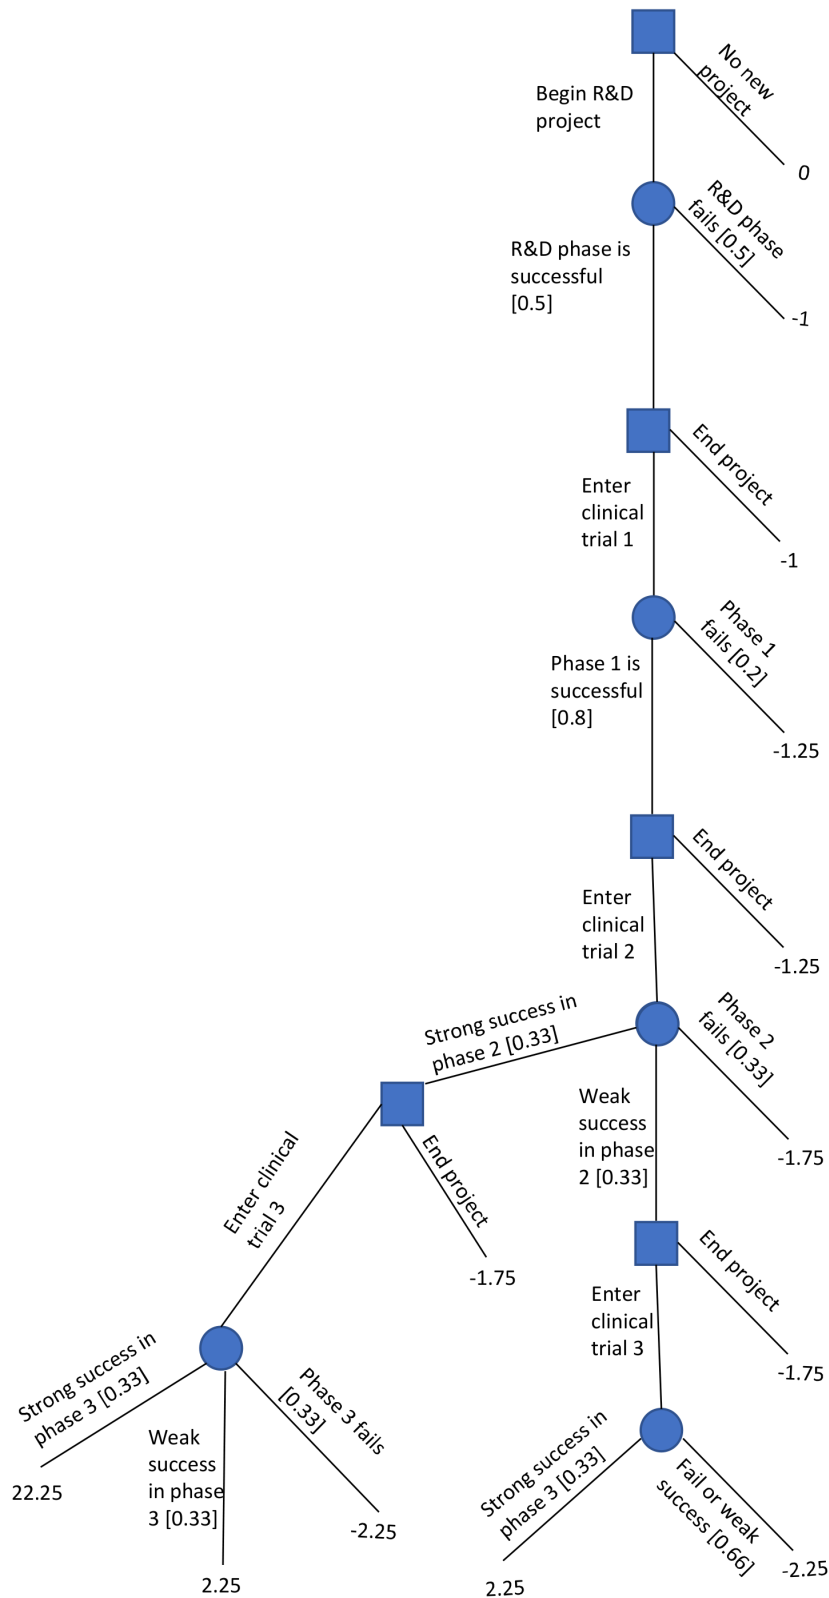 No new
project
Begin R&D
project
0
R&D phase
fails [0.5]
R&D phase is
successful
[0.5]
-1
End project
Enter
clinical
trial 1
-1
Phase 1
fails [0.2]
Phase 1 is
successful
[0.8]
-1.25
End project
Enter
clinical
trial 2
-1.25
Strong success in
phase 2 [0.33]
Phase 2
fails [0.33]
Weak
success
in phase
2 [0.33]
-1.75
Enter clinical
trial 3
End project
-1.75
End project
Enter
clinical
trial 3
-1.75
Strong success in
phase 3 [0.33]
Weak
success
in phase
3 [0.33]
Phase 3 fails
[0.33]
22.25
2.25
-2.25
Strong success in
phase 3 [0.33]
Fail or weak
success [0.66]
2.25
-2.25